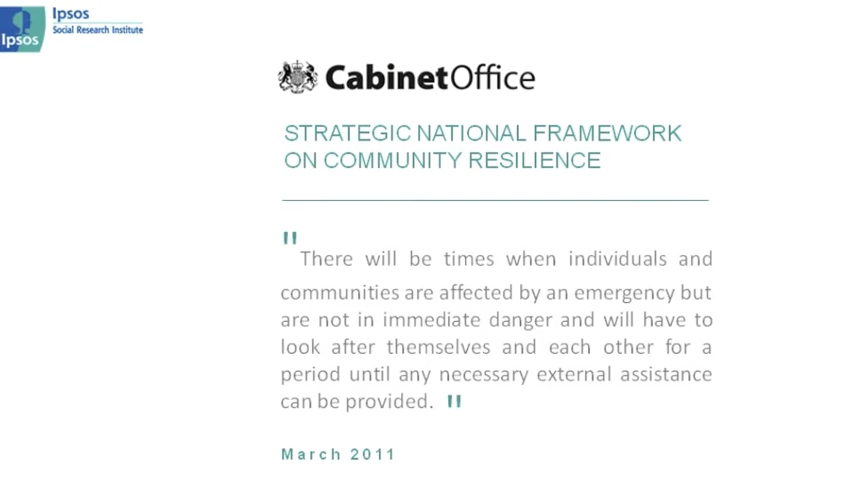 Ipsos
Social Research Institute
Ipsos
CabinetOffice
STRATEGIC NATIONAL FRAMEWORK
ON COMMUNITY RESILIENCE
"There will be times when individuals and
communities are affected by an emergency but
are not in immediate danger and will have to
look after themselves and each other for a
period until any necessary external assistance
can be provided. "
March 2011